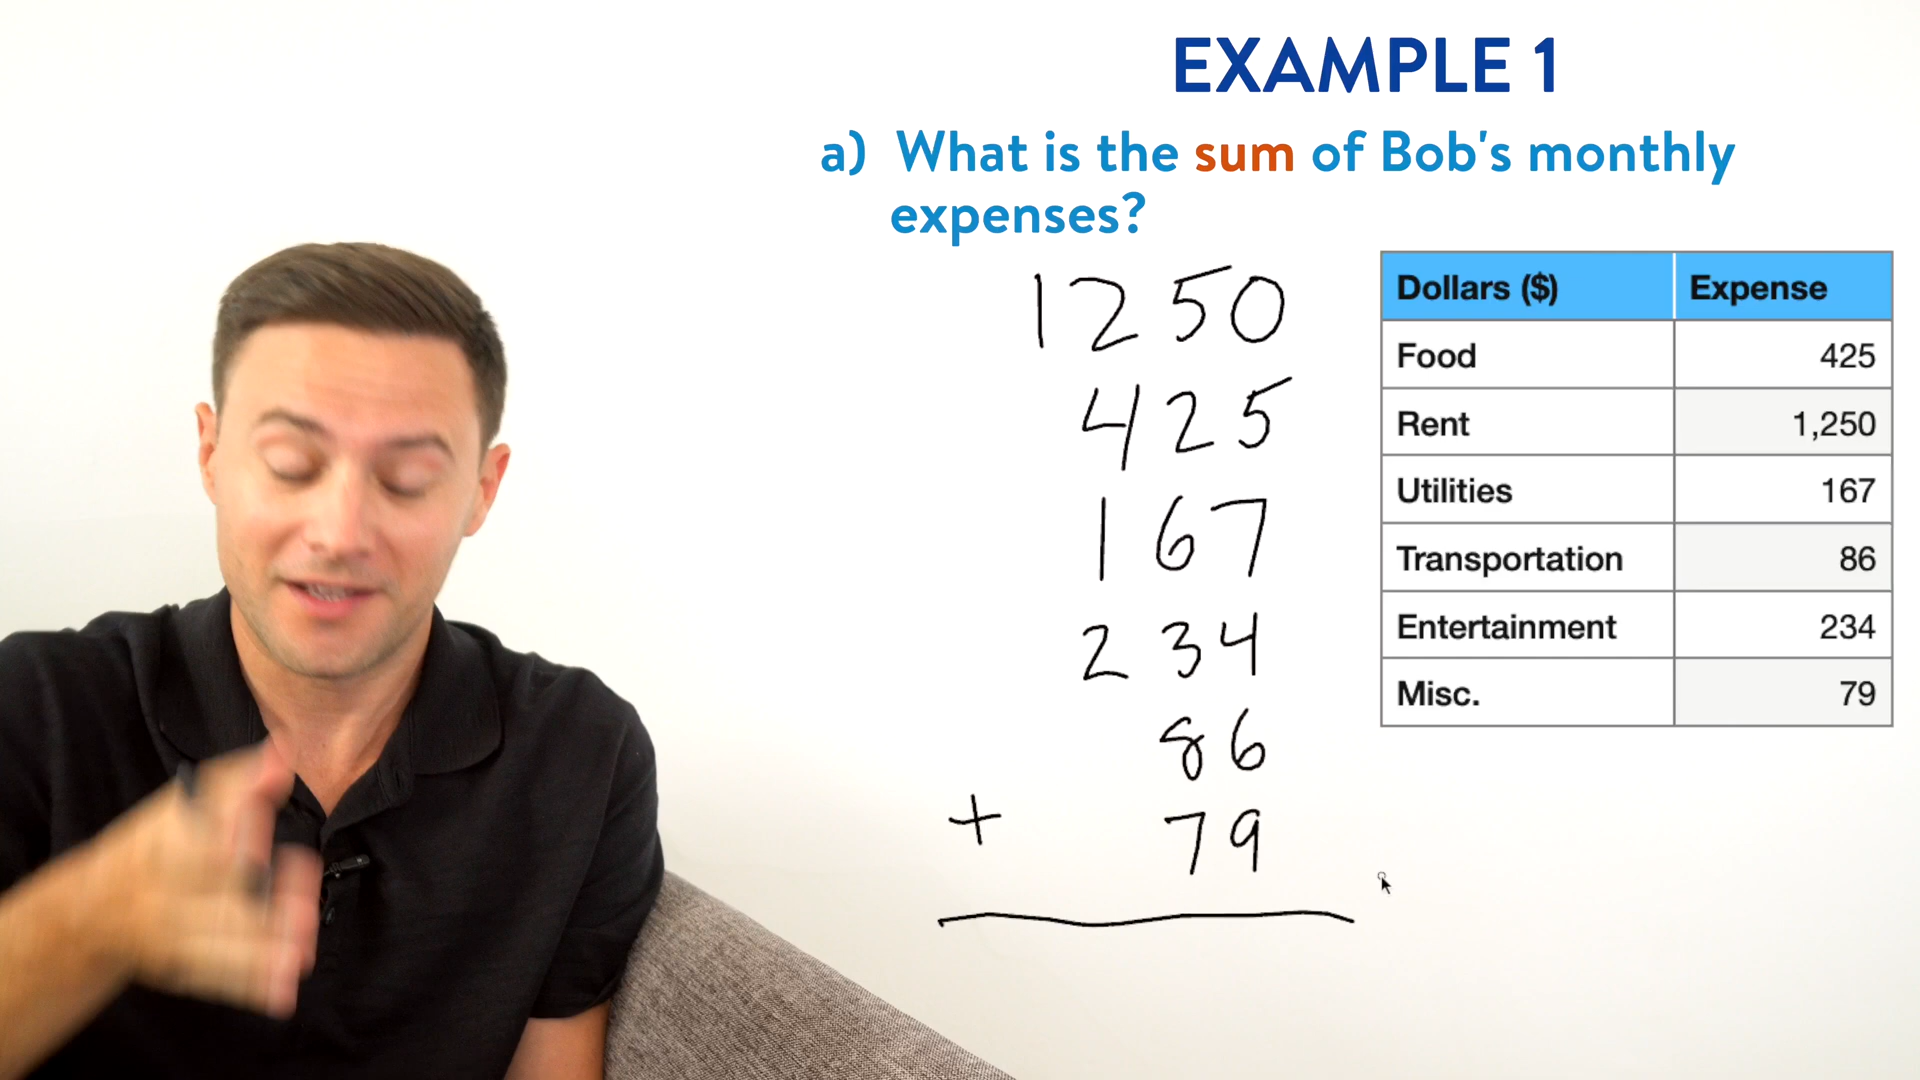 EXAMPLE 1
a) What is the sum of Bob's monthly
expenses?
1250
425
167
234
86
+ 79
Dollars ($) Expense
Food 425
Rent 1,250
Utilities 167
Transportation 86
Entertainment 234
Misc. 79